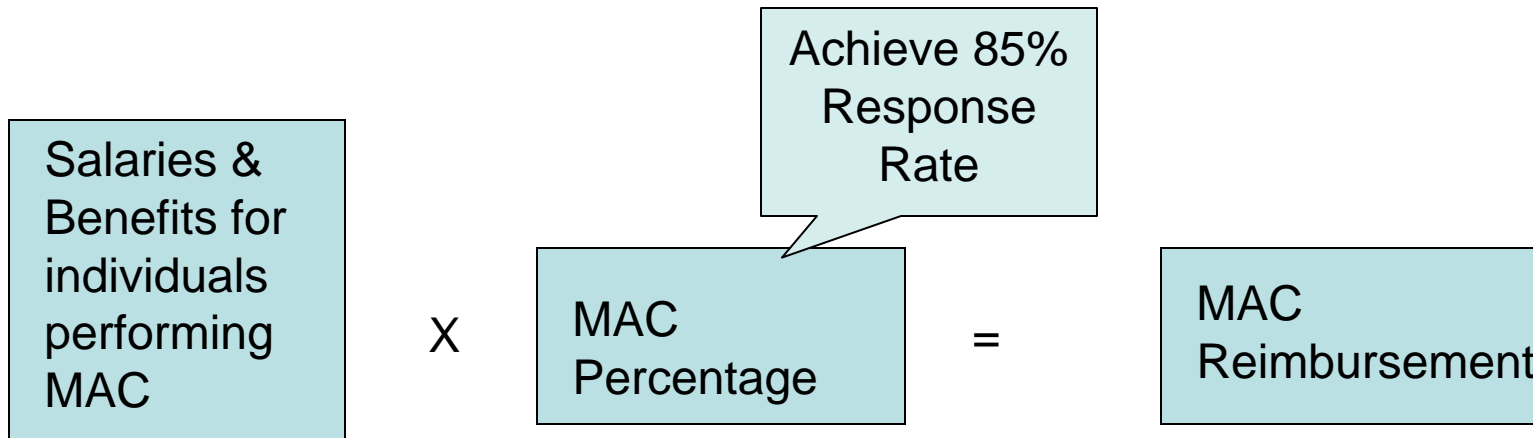 Achieve 85%
Response
Rate
Salaries &
Benefits for
individuals
performing
MAC
X
MAC
Percentage
=
MAC
Reimbursement